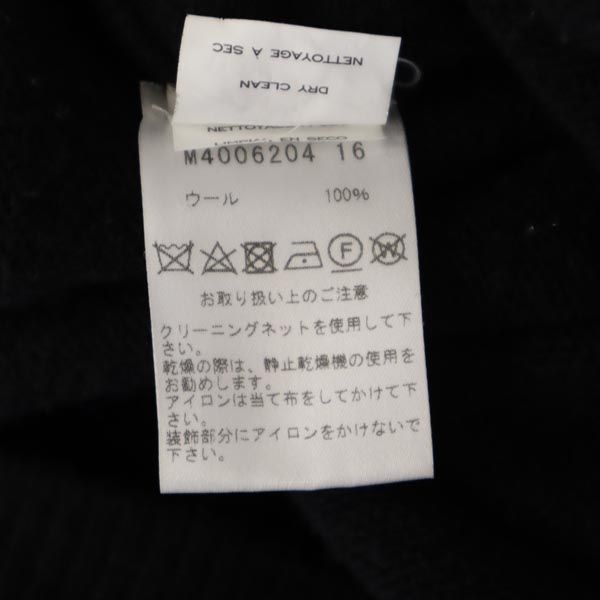 NETTOYAGE À SEC
DRY CLEAN
NETTOYAGE
LIMPIAR EN SECO
M4006204 16
ウール 100%
F W
お取り扱い上のご注意
クリーニングネットを使用して下
さい。
乾燥の際は、静止乾燥機の使用を
お勧めします。
アイロンは当て布をしてかけて下
さい。
装飾部分にアイロンをかけないで
下さい。